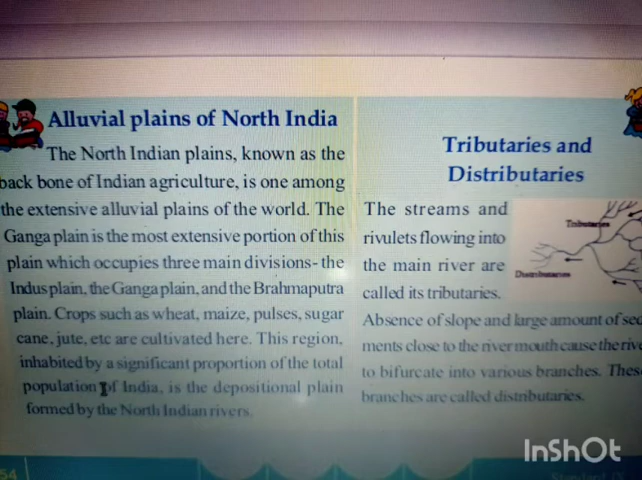 Alluvial plains of North India
The North Indian plains, known as the
back bone of Indian agriculture, is one among
the extensive alluvial plains of the world. The
Ganga plain is the most extensive portion of this
plain which occupies three main divisions- the
Indus plain, the Ganga plain, and the Brahmaputra
plain. Crops such as wheat, maize, pulses, sugar
cane, jute, etc are cultivated here. This region,
inhabited by a significant proportion of the total
population of India, is the depositional plain
formed by the North Indian rivers.
54
Tributaries and
Distributaries
The streams and
rivulets flowing into
the main river are
called its tributaries.
Tributaries
Distributaries
Absence of slope and large amount of sed
ments close to the river mouth cause the rive
to bifurcate into various branches. Thes
branches are called distributaries.
InShOt
Standard IX